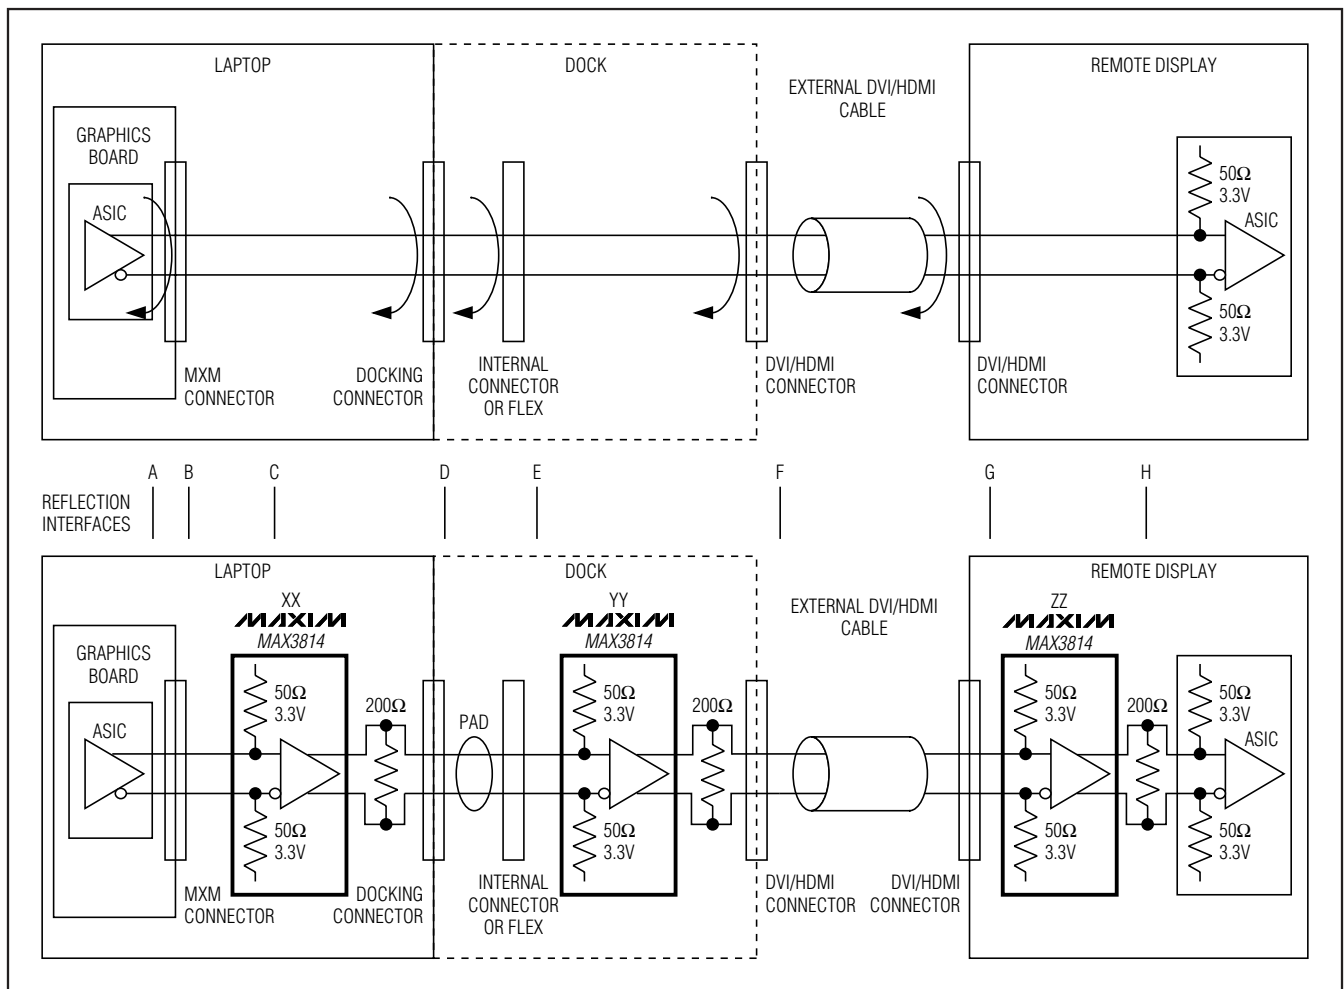 LAPTOP
DOCK
EXTERNAL DVI/HDMI
CABLE
REMOTE DISPLAY
GRAPHICS
BOARD
ASIC
50Ω
3.3V
ASIC
50Ω
3.3V
MXM
CONNECTOR
DOCKING
CONNECTOR
INTERNAL
CONNECTOR
OR FLEX
DVI/HDMI
CONNECTOR
DVI/HDMI
CONNECTOR
REFLECTION
INTERFACES
A B C D E F G H
LAPTOP
DOCK
EXTERNAL DVI/HDMI
CABLE
REMOTE DISPLAY
GRAPHICS
BOARD
ASIC
XX
MAXIM
MAX3814
50Ω
3.3V
50Ω
3.3V
200Ω
PAD
YY
MAXIM
MAX3814
50Ω
3.3V
50Ω
3.3V
200Ω
ZZ
MAXIM
MAX3814
50Ω
3.3V
50Ω
3.3V
200Ω
50Ω
3.3V
ASIC
50Ω
3.3V
MXM
CONNECTOR
DOCKING
CONNECTOR
INTERNAL
CONNECTOR
OR FLEX
DVI/HDMI
CONNECTOR
DVI/HDMI
CONNECTOR